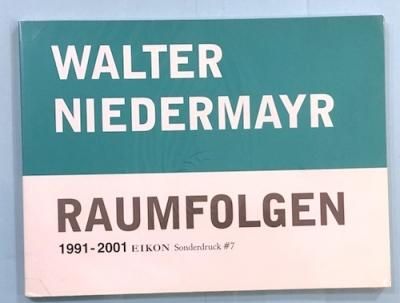 WALTER
NIEDERMAYR
RAUMFOLGEN
1991-2001 EIKON Sonderdruck #7